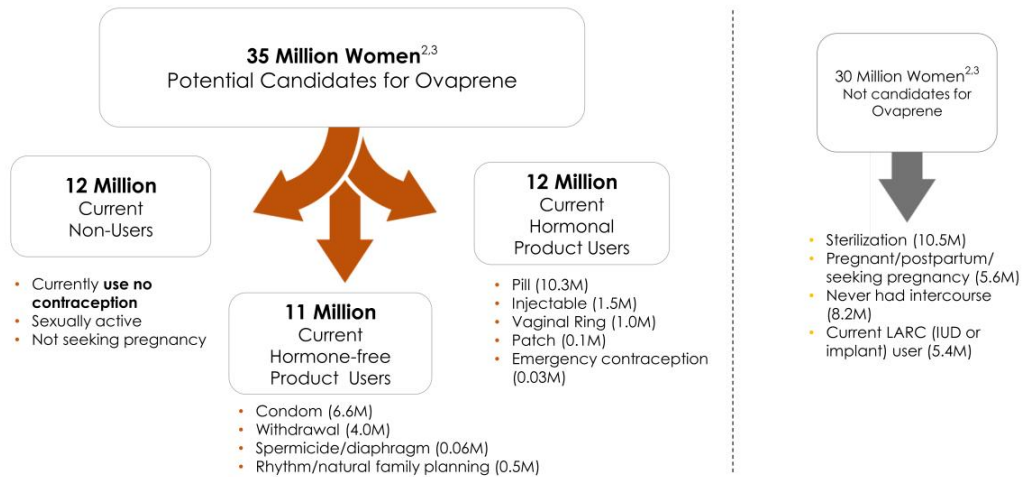 35 Million Women2,3
Potential Candidates for Ovaprene
12 Million
Current
Non-Users
• Currently use no
contraception
• Sexually active
• Not seeking pregnancy
11 Million
Current
Hormone-free
Product Users
• Condom (6.6M)
• Withdrawal (4.0M)
• Spermicide/diaphragm (0.06M)
• Rhythm/natural family planning (0.5M)
12 Million
Current
Hormonal
Product Users
• Pill (10.3M)
• Injectable (1.5M)
• Vaginal Ring (1.0M)
• Patch (0.1M)
• Emergency contraception
(0.03M)
30 Million Women2,3
Not candidates for
Ovaprene
• Sterilization (10.5M)
• Pregnant/postpartum/
seeking pregnancy (5.6M)
• Never had intercourse
(8.2M)
• Current LARC (IUD or
implant) user (5.4M)